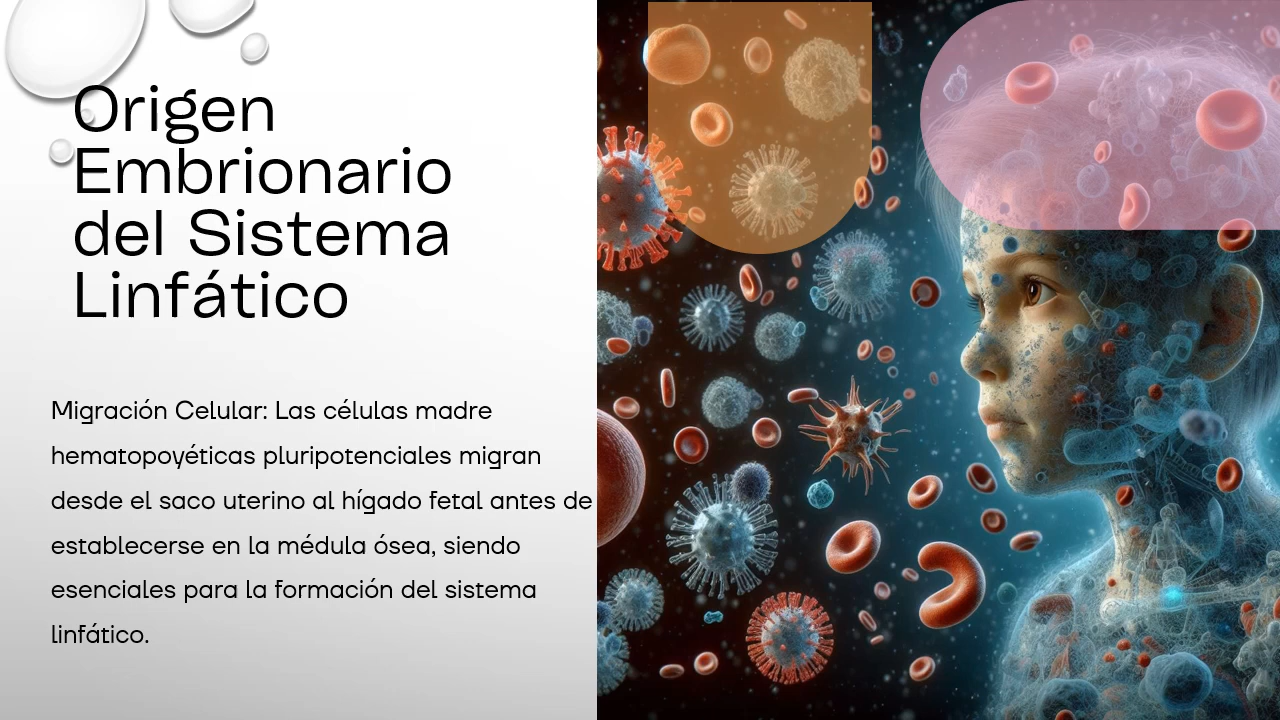 Origen
Embrionario
del Sistema
Linfático
Migración Celular: Las células madre
hematopoyéticas pluripotenciales migran
desde el saco uterino al hígado fetal antes de
establecerse en la médula ósea, siendo
esenciales para la formación del sistema
linfático.